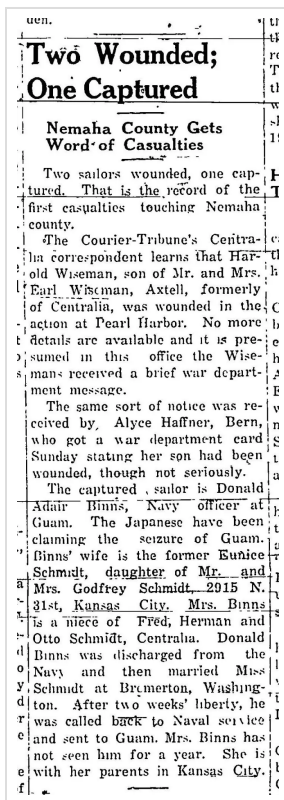 Two Wounded;
One Captured
Nemaha County Gets
Word of Casualties
Two sailors wounded, one cap-
tured. That is the record of the
first casualties touching Nemaha
county.
The Courier-Tribune's Centra-
lia correspondent learns that Har-
old Wiseman, son of Mr. and Mrs.
Earl Wiseman, Axtell, formerly
of Centralia, was wounded in the
action at Pearl Harbor. No more
details are available and it is pre-
sumed in this office the Wise-
mans received a brief war depart-
ment message.
The same sort of notice was re-
ceived by Alyce Haffner, Bern,
who got a war department card
Sunday stating her son had been
wounded, though not seriously.
The captured sailor is Donald
Adair Binns, Navy officer at
Guam. The Japanese have been
claiming the seizure of Guam.
Binns' wife is the former Eunice
Schmidt, daughter of Mr. and
Mrs. Godfrey Schmidt, 2915 N.
31st, Kansas City. Mrs. Binns
is a niece of Fred, Herman and
Otto Schmidt, Centralia. Donald
Binns was discharged from the
Navy and then married Miss
Schmidt at Bremerton, Washing-
ton. After two weeks' liberty, he
was called back to Naval service
and sent to Guam. Mrs. Binns has
not seen him for a year. She is
with her parents in Kansas City.